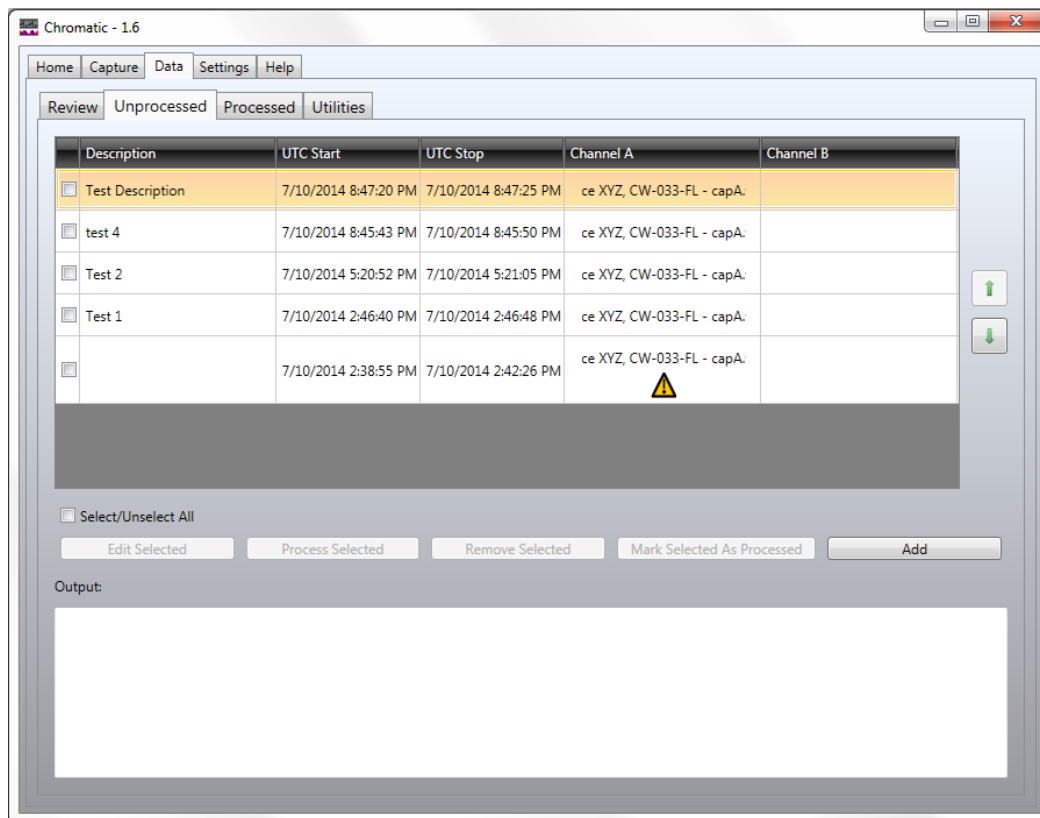 Chromatic - 1.6
Home Capture Data Settings Help
Review Unprocessed Processed Utilities
Description UTC Start UTC Stop Channel A Channel B
Test Description 7/10/2014 8:47:20 PM 7/10/2014 8:47:25 PM ce XYZ, CW-033-FL - capA.
test 4 7/10/2014 8:45:43 PM 7/10/2014 8:45:50 PM ce XYZ, CW-033-FL - capA.
Test 2 7/10/2014 5:20:52 PM 7/10/2014 5:21:05 PM ce XYZ, CW-033-FL - capA.
Test 1 7/10/2014 2:46:40 PM 7/10/2014 2:46:48 PM ce XYZ, CW-033-FL - capA.
7/10/2014 2:38:55 PM 7/10/2014 2:42:26 PM ce XYZ, CW-033-FL - capA.
Select/Unselect All
Edit Selected Process Selected Remove Selected Mark Selected As Processed Add
Output: